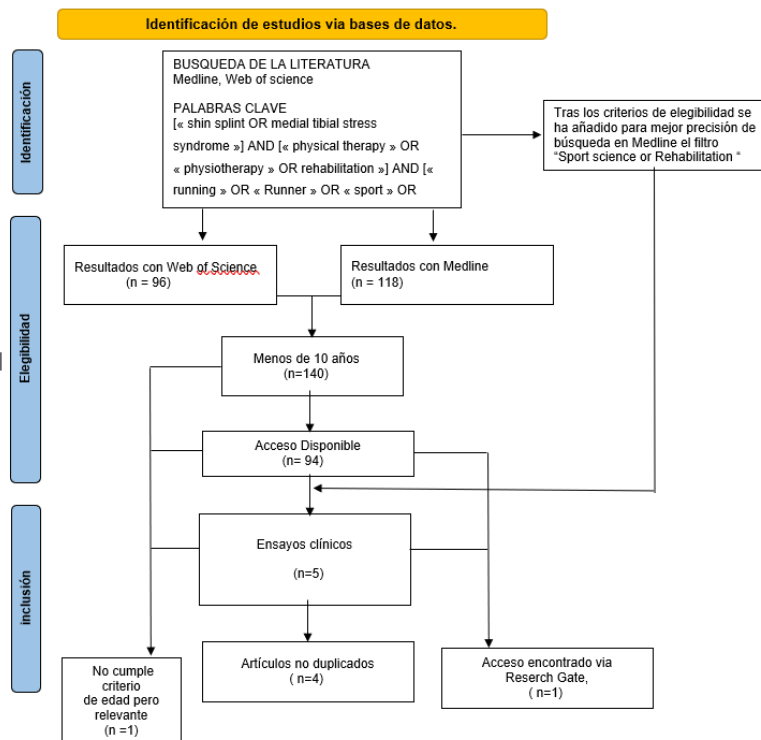 Identificación de estudios via bases de datos.
Identificación
BUSQUEDA DE LA LITERATURA
Medline, Web of science
PALABRAS CLAVE
[« shin splint OR medial tibial stress
syndrome »] AND [« physical therapy » OR
« physiotherapy » OR rehabilitation »] AND [«
running » OR « Runner » OR « sport » OR
Tras los criterios de elegibilidad se
ha añadido para mejor precisión de
búsqueda en Medline el filtro
“Sport science or Rehabilitation “
Elegibilidad
Resultados con Web of Science
(n = 96)
Resultados con Medline
(n = 118)
Menos de 10 años
(n=140)
Acceso Disponible
(n= 94)
inclusión
Ensayos clínicos
(n=5)
No cumple
criterio
de edad pero
relevante
(n =1)
Artículos no duplicados
( n=4)
Acceso encontrado via
Reserch Gate,
( n=1)